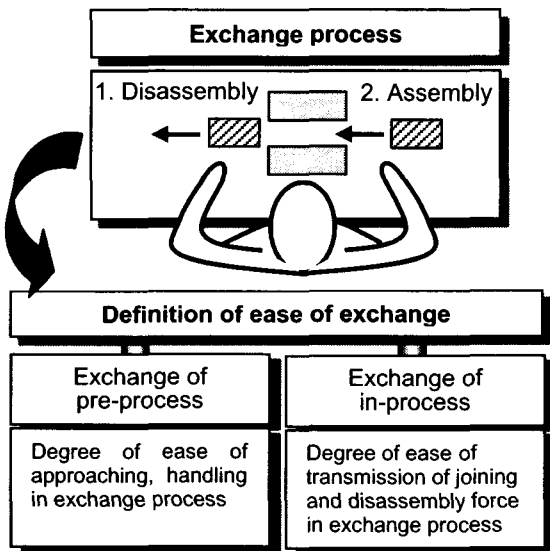 Exchange process
1. Disassembly
2. Assembly
Definition of ease of exchange
Exchange of
pre-process
Degree of ease of
approaching, handling
in exchange process
Exchange of
in-process
Degree of ease of
transmission of joining
and disassembly force
in exchange process